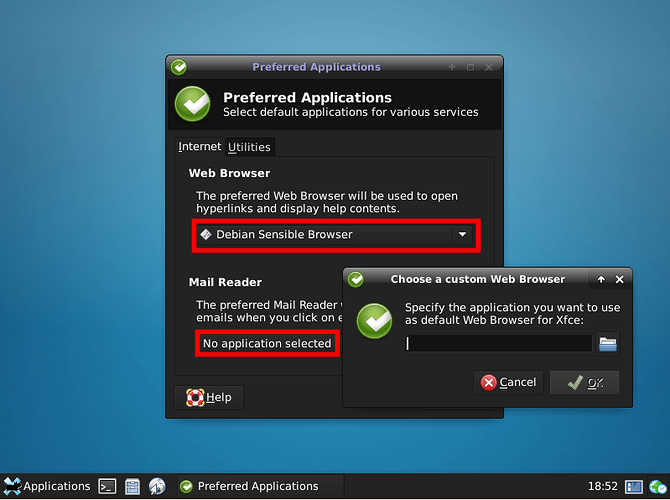 Preferred Applications
Preferred Applications
Select default applications for various services
Internet Utilities
Web Browser
The preferred Web Browser will be used to open
hyperlinks and display help contents.
Debian Sensible Browser
Mail Reader
The preferred Mail Reader
emails when you click on
No application selected
Help
Choose a custom Web Browser
Specify the application you want to use
as default Web Browser for Xfce:
Cancel OK
Applications Preferred Applications 18:52